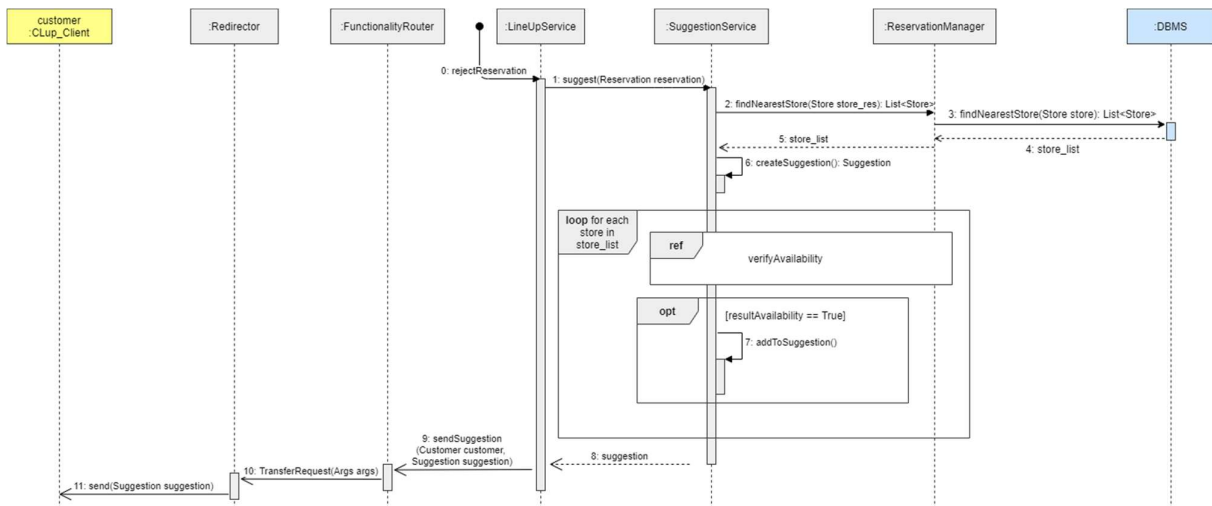 customer
:CLup_Client
:Redirector
:FunctionalityRouter
:LineUpService
:SuggestionService
:ReservationManager
:DBMS
0: rejectReservation
1: suggest(Reservation reservation)
2: findNearestStore(Store store_res): List<Store>
3: findNearestStore(Store store): List<Store>
5: store_list
4: store_list
6: createSuggestion(): Suggestion
loop for each
store in
store_list
ref
verifyAvailability
opt
[resultAvailability == True]
7: addToSuggestion()
9: sendSuggestion
(Customer customer,
Suggestion suggestion)
8: suggestion
10: TransferRequest(Args args)
11: send(Suggestion suggestion)